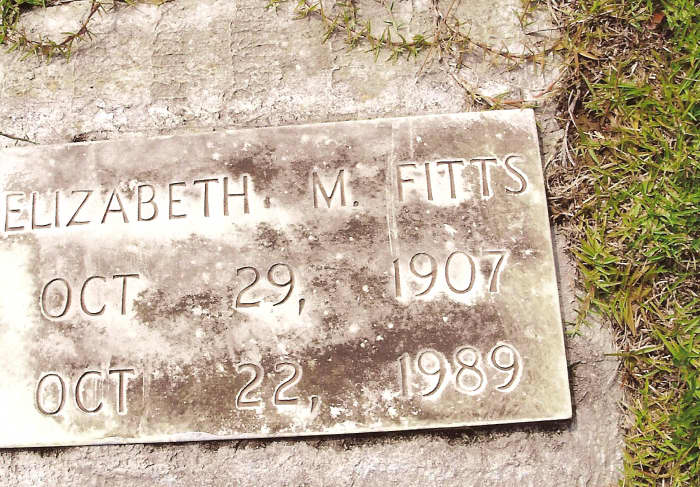 ELIZABETH M. FITTS
OCT 29, 1907
OCT 22, 1989